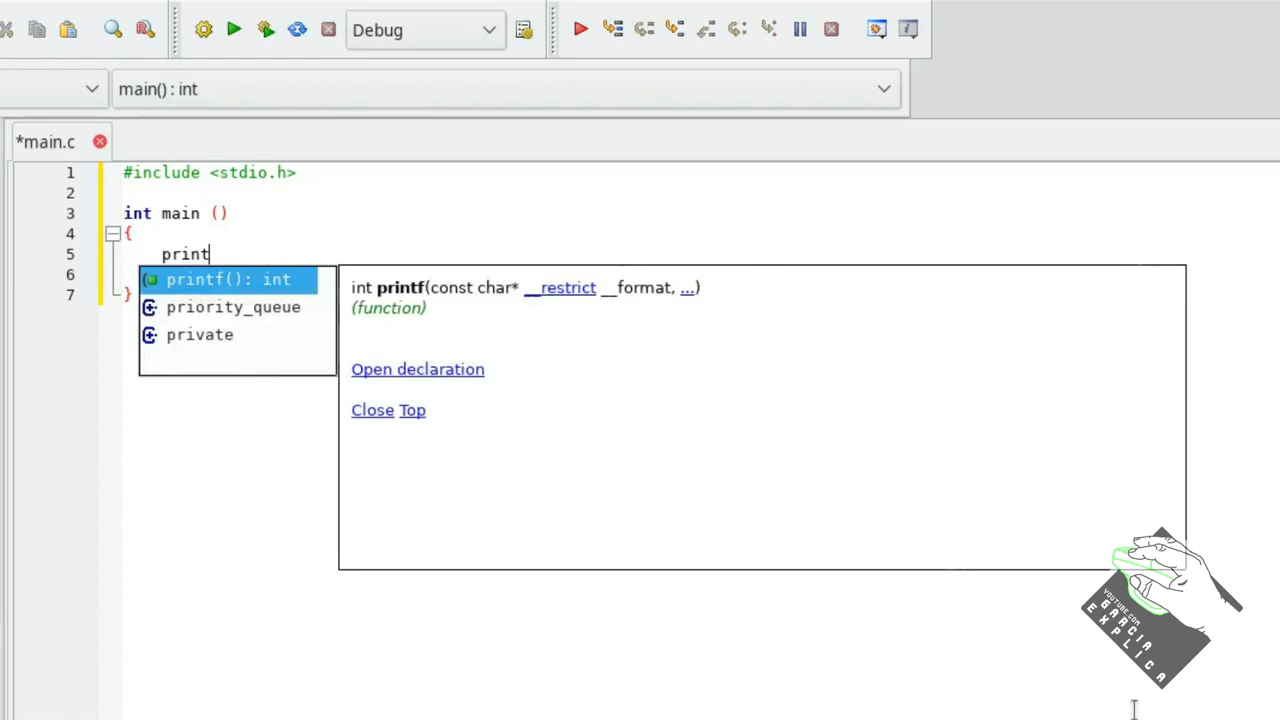 Debug
main() : int
*main.c
1 #include <stdio.h>
2
3 int main ()
4 {
5 print
6
7 }
printf(): int
priority_queue
private
int printf(const char* __restrict __format, ...)
(function)
Open declaration
Close Top
YOUTUBE.COM
GARCIA
EXPLICA